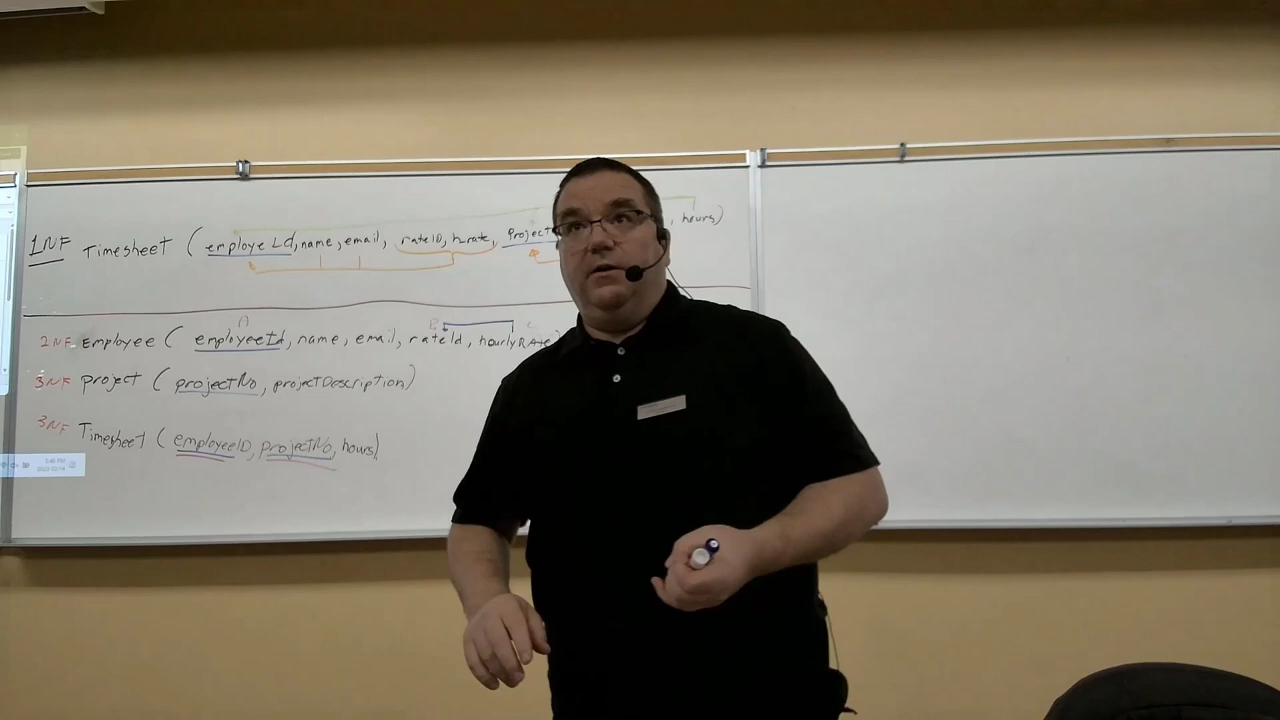 1NF Timesheet ( employeeId, name, email, rateID, hrate, Project hours)
2NF Employee ( employeeId, name, email, rateId, hourlyRAte)
A B C
3NF project ( projectNo, projectDescription)
3NF Timesheet ( employeeID, projectNo, hours)